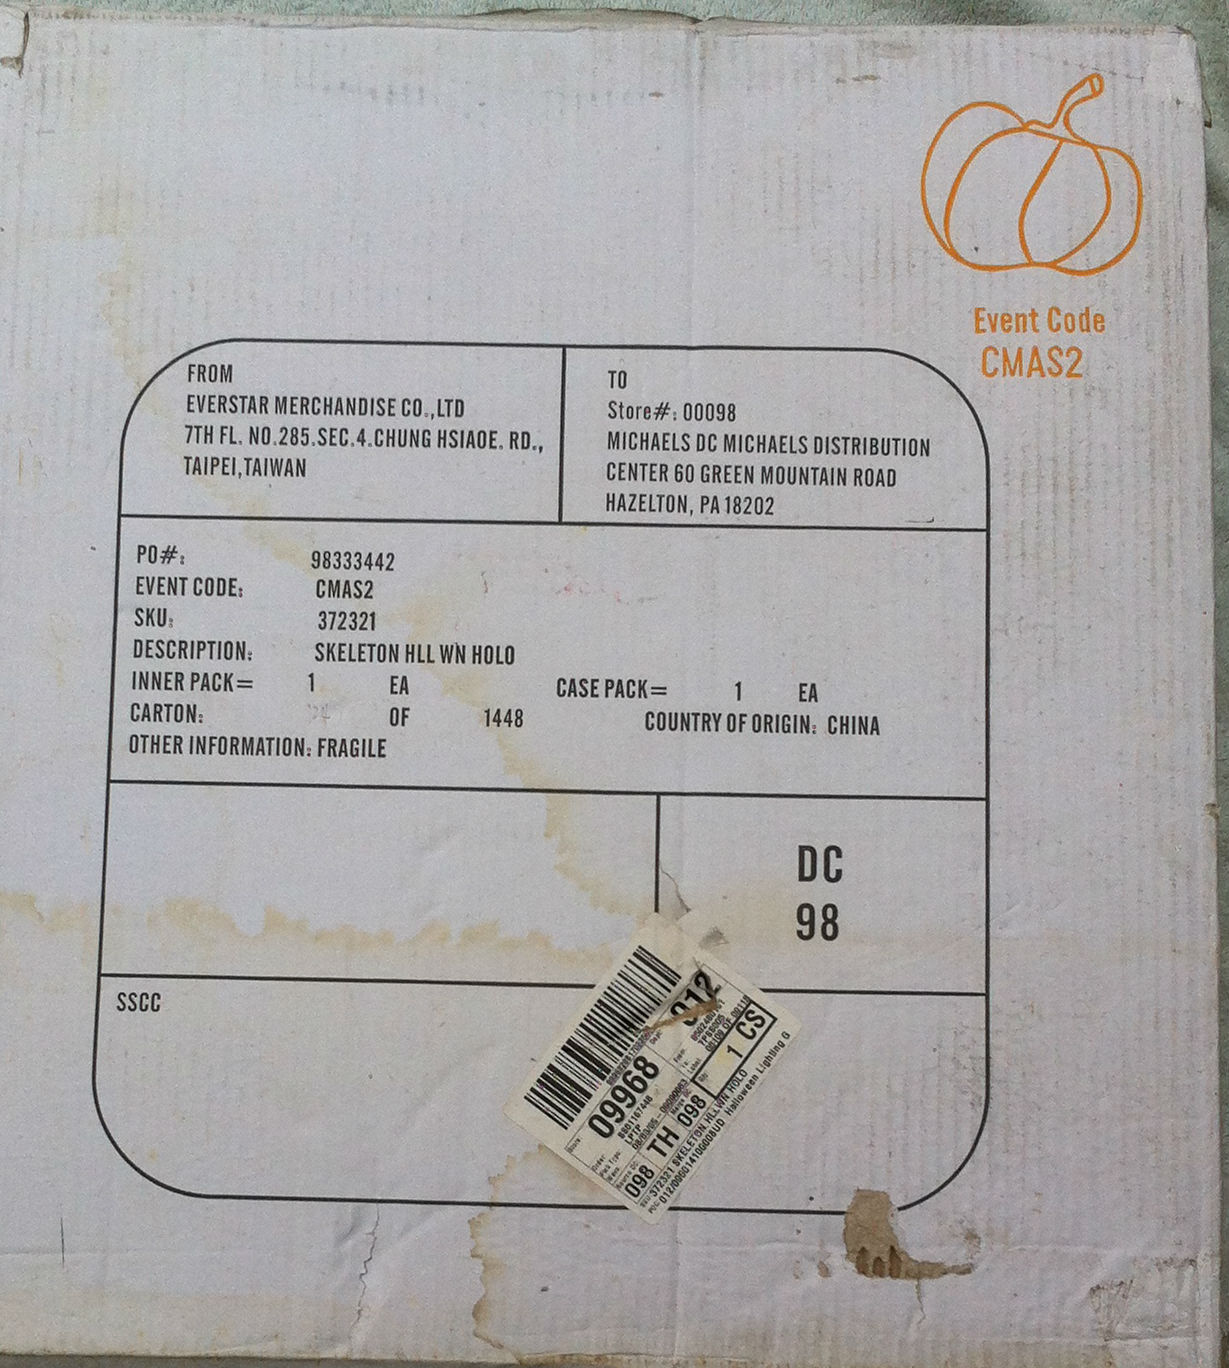 Event Code
CMAS2
FROM
EVERSTAR MERCHANDISE CO.,LTD
7TH FL. NO.285.SEC.4.CHUNG HSIAOE. RD.,
TAIPEI,TAIWAN
TO
Store#: 00098
MICHAELS DC MICHAELS DISTRIBUTION
CENTER 60 GREEN MOUNTAIN ROAD
HAZELTON, PA 18202
PO#: 98333442
EVENT CODE: CMAS2
SKU: 372321
DESCRIPTION: SKELETON HLL WN HOLO
INNER PACK= 1 EA CASE PACK= 1 EA
CARTON: OF 1448 COUNTRY OF ORIGIN: CHINA
OTHER INFORMATION: FRAGILE
DC
98
SSCC
012
09968
1 CS
LPTP
098 TH 098
372321 SKELETON HLLWN HOLO
Halloween Lighting G